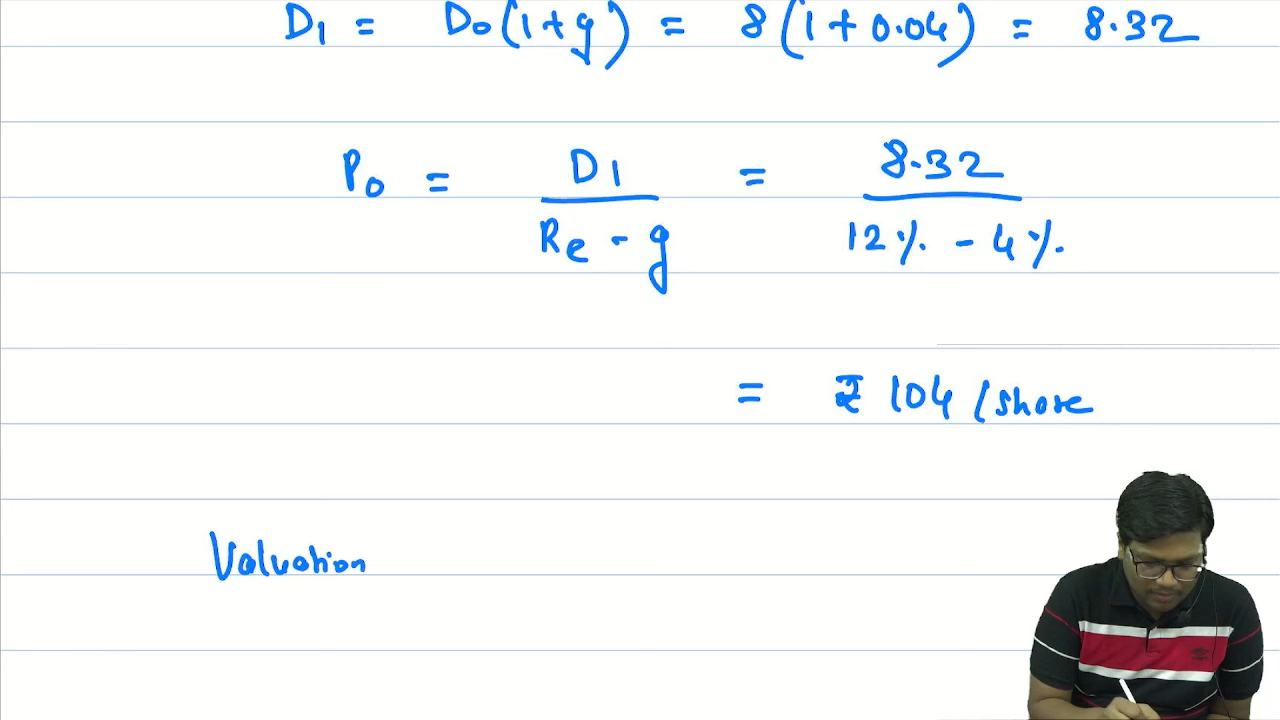 D1 = D0(1+g) = 8(1+0.04) = 8.32
P0 = D1 / Re - g = 8.32 / 12% - 4%
= ₹ 104 /share
Valuation